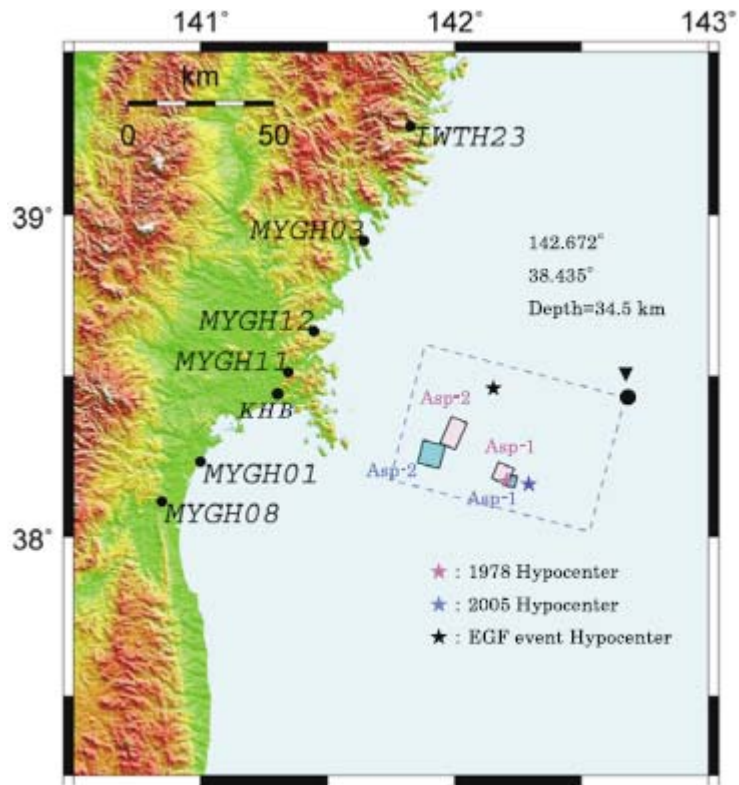 141° 142° 143°
km
0 50
IWTH23
39°
MYGH03
142.672°
38.435°
Depth=34.5 km
MYGH12
MYGH11
KHB
Asp-2
Asp-1
Asp-2
MYGH01
Asp-1
MYGH08
38°
★ : 1978 Hypocenter
★ : 2005 Hypocenter
★ : EGF event Hypocenter